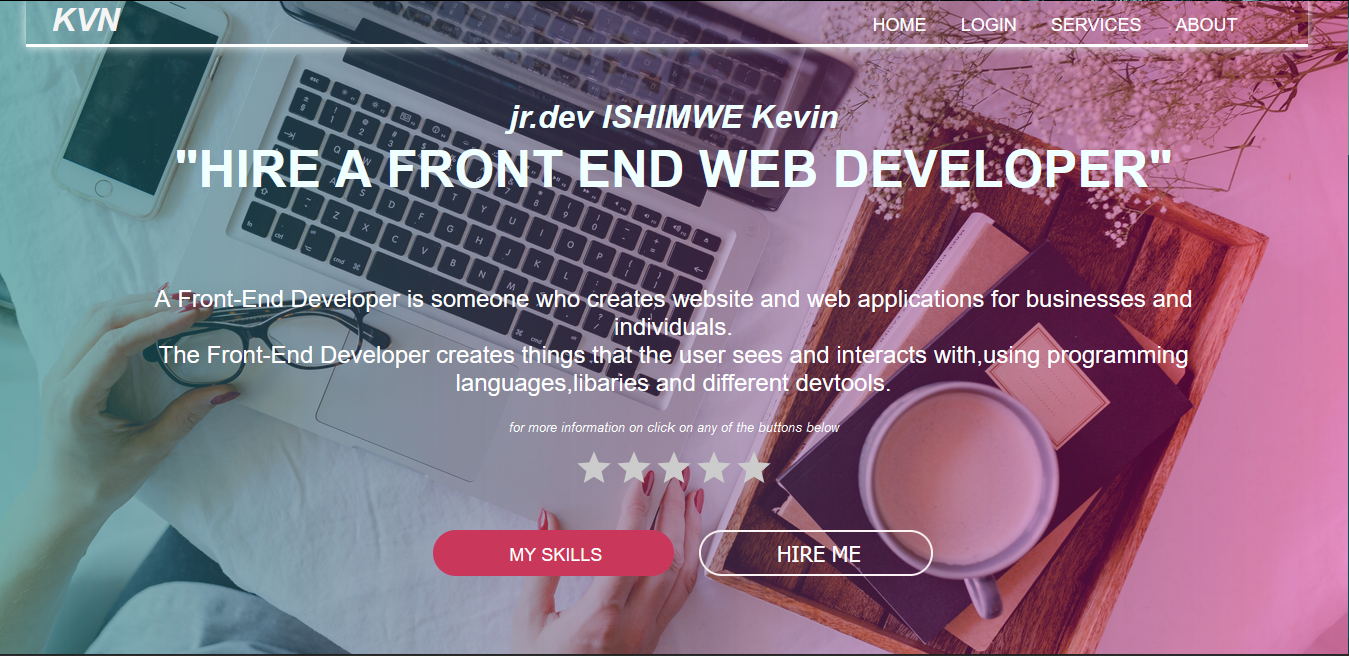 KVN
HOME LOGIN SERVICES ABOUT
jr.dev ISHIMWE Kevin
"HIRE A FRONT END WEB DEVELOPER"
A Front-End Developer is someone who creates website and web applications for businesses and
individuals.
The Front-End Developer creates things that the user sees and interacts with,using programming
languages,libaries and different devtools.
for more information on click on any of the buttons below
MY SKILLS HIRE ME